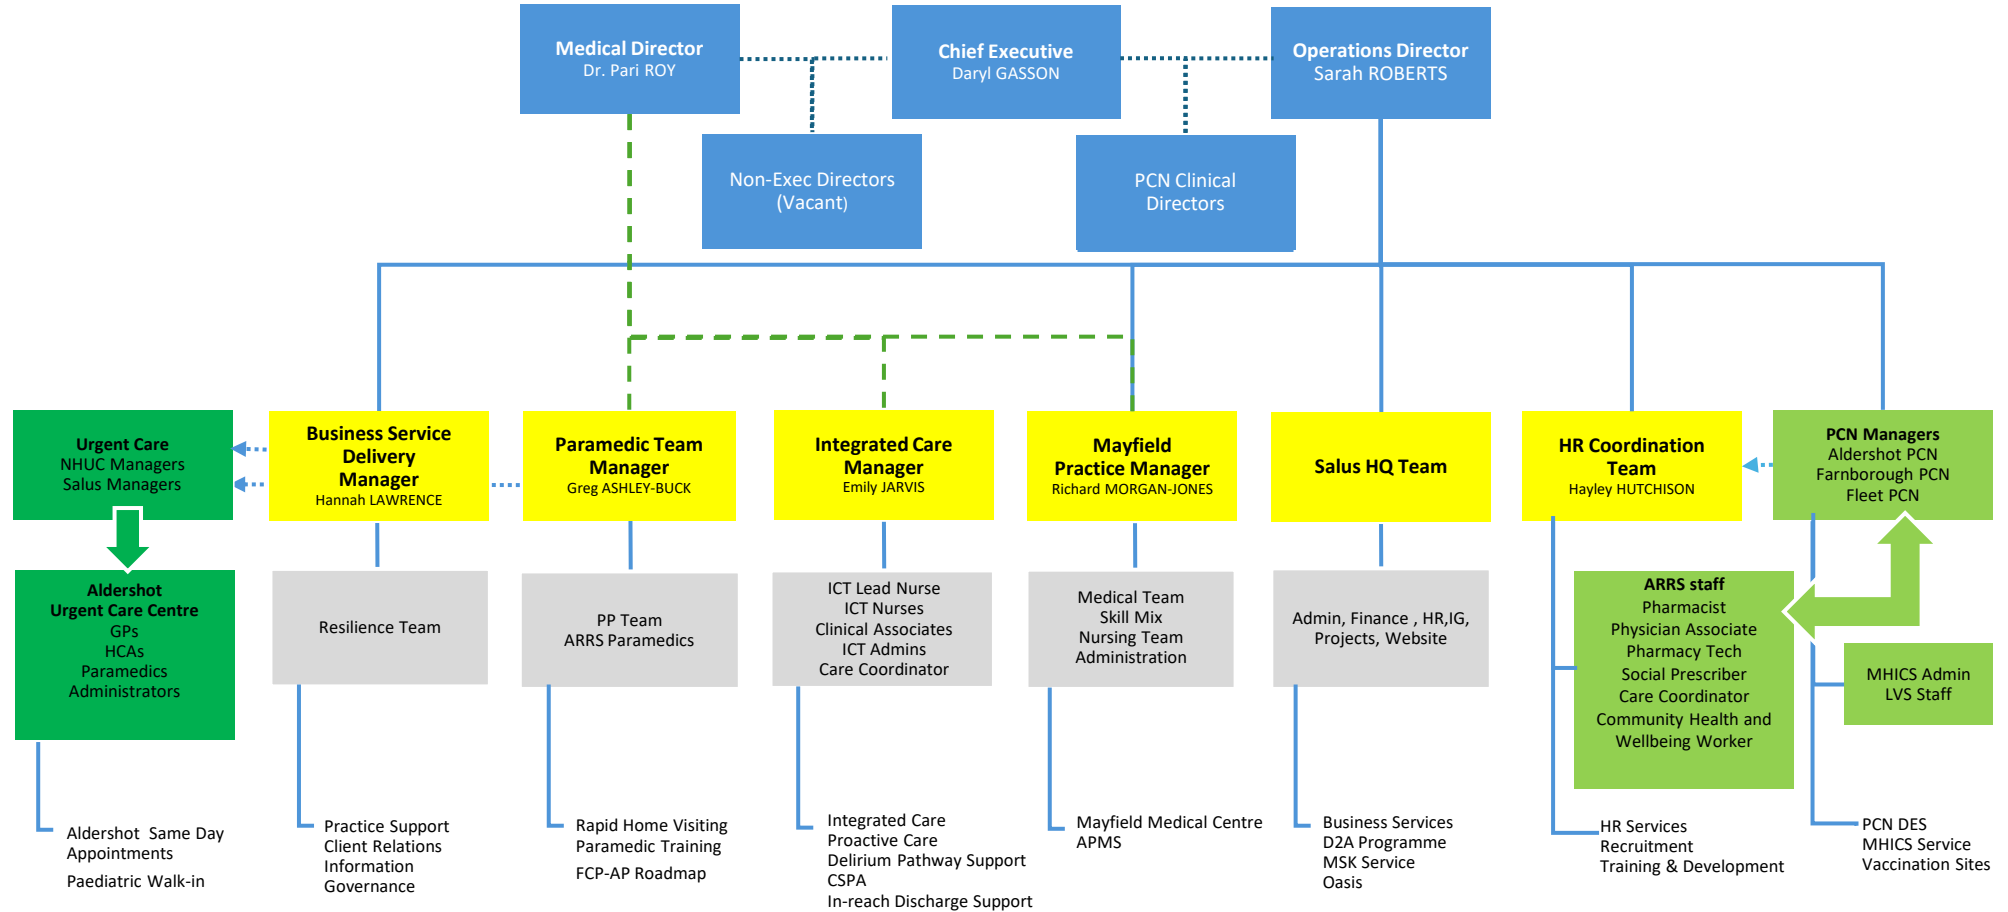 Medical Director
Dr. Pari ROY
Chief Executive
Daryl GASSON
Operations Director
Sarah ROBERTS
Non-Exec Directors
(Vacant)
PCN Clinical
Directors
Urgent Care
NHUC Managers
Salus Managers
Business Service
Delivery
Manager
Hannah LAWRENCE
Paramedic Team
Manager
Greg ASHLEY-BUCK
Integrated Care
Manager
Emily JARVIS
Mayfield
Practice Manager
Richard MORGAN-JONES
Salus HQ Team
HR Coordination
Team
Hayley HUTCHISON
PCN Managers
Aldershot PCN
Farnborough PCN
Fleet PCN
Aldershot
Urgent Care Centre
GPs
HCAs
Paramedics
Administrators
Resilience Team
PP Team
ARRS Paramedics
ICT Lead Nurse
ICT Nurses
Clinical Associates
ICT Admins
Care Coordinator
Medical Team
Skill Mix
Nursing Team
Administration
Admin, Finance , HR,IG,
Projects, Website
ARRS staff
Pharmacist
Physician Associate
Pharmacy Tech
Social Prescriber
Care Coordinator
Community Health and
Wellbeing Worker
MHICS Admin
LVS Staff
Aldershot  Same Day
Appointments
Paediatric Walk-in
Practice Support
Client Relations
Information
Governance
Rapid Home Visiting
Paramedic Training
FCP-AP Roadmap
Integrated Care
Proactive Care
Delirium Pathway Support
CSPA
In-reach Discharge Support
Mayfield Medical Centre
APMS
Business Services
D2A Programme
MSK Service
Oasis
HR Services
Recruitment
Training & Development
PCN DES
MHICS Service
Vaccination Sites